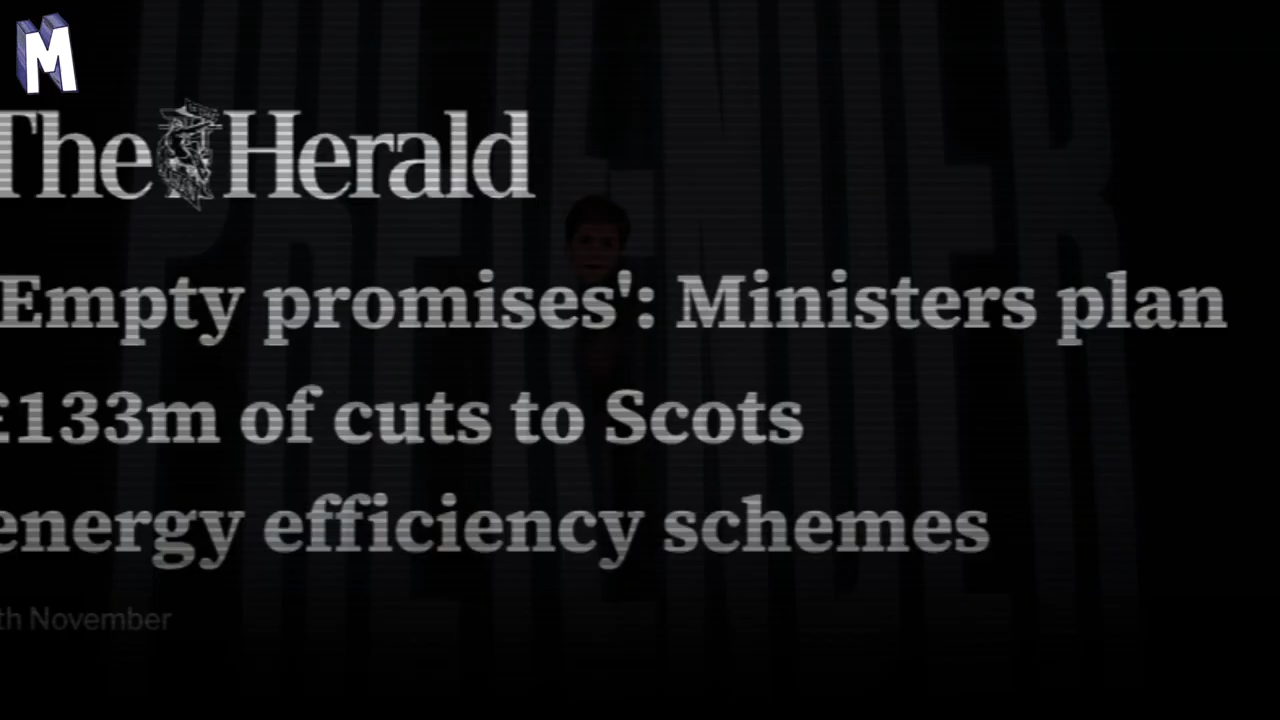 M
The Herald
Empty promises': Ministers plan
£133m of cuts to Scots
energy efficiency schemes
th November